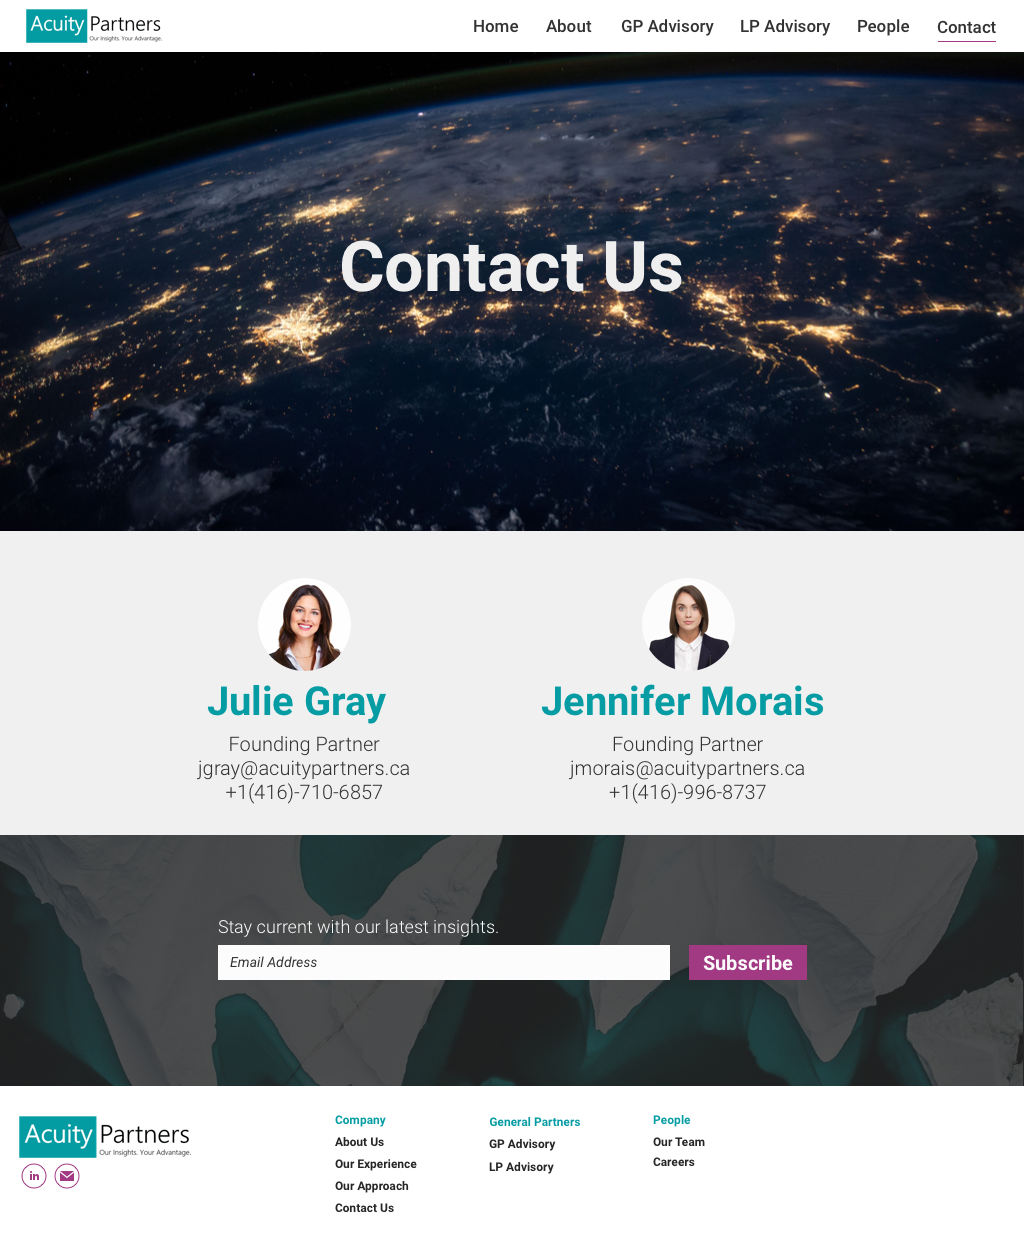 Acuity Partners
Our Insights. Your Advantage.
Home About GP Advisory LP Advisory People Contact
Contact Us
Julie Gray
Founding Partner
jgray@acuitypartners.ca
+1(416)-710-6857
Jennifer Morais
Founding Partner
jmorais@acuitypartners.ca
+1(416)-996-8737
Stay current with our latest insights.
Email Address
Subscribe
Acuity Partners
Our Insights. Your Advantage.
in
Company
About Us
Our Experience
Our Approach
Contact Us
General Partners
GP Advisory
LP Advisory
People
Our Team
Careers